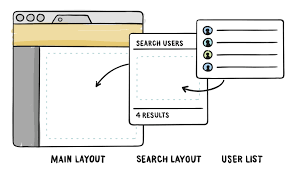 SEARCH USERS
4 RESULTS
MAIN LAYOUT
SEARCH LAYOUT
USER LIST